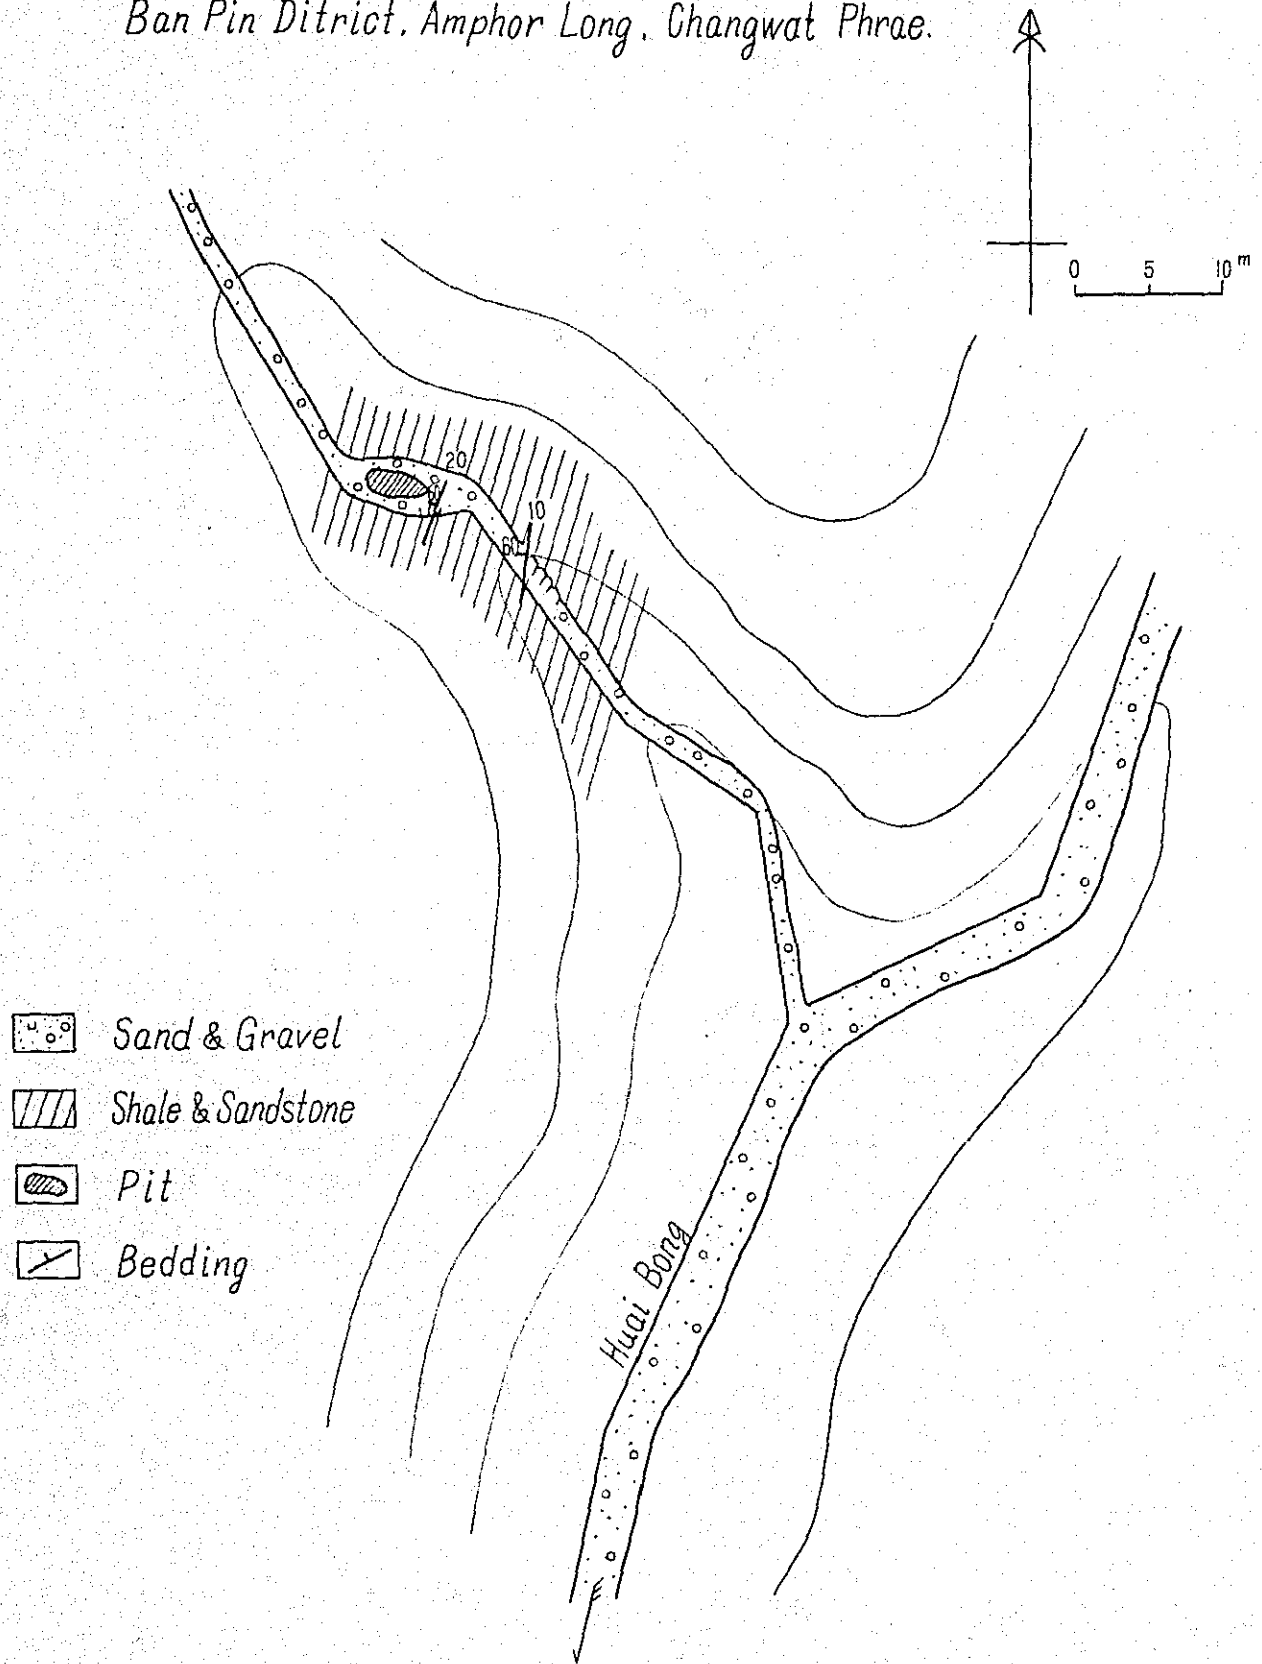 Ban Pin Ditrict. Amphor Long. Changwat Phrae.
0 5 10 m
20
10
60
Sand & Gravel
Shale & Sandstone
Pit
Bedding
Huai Bong